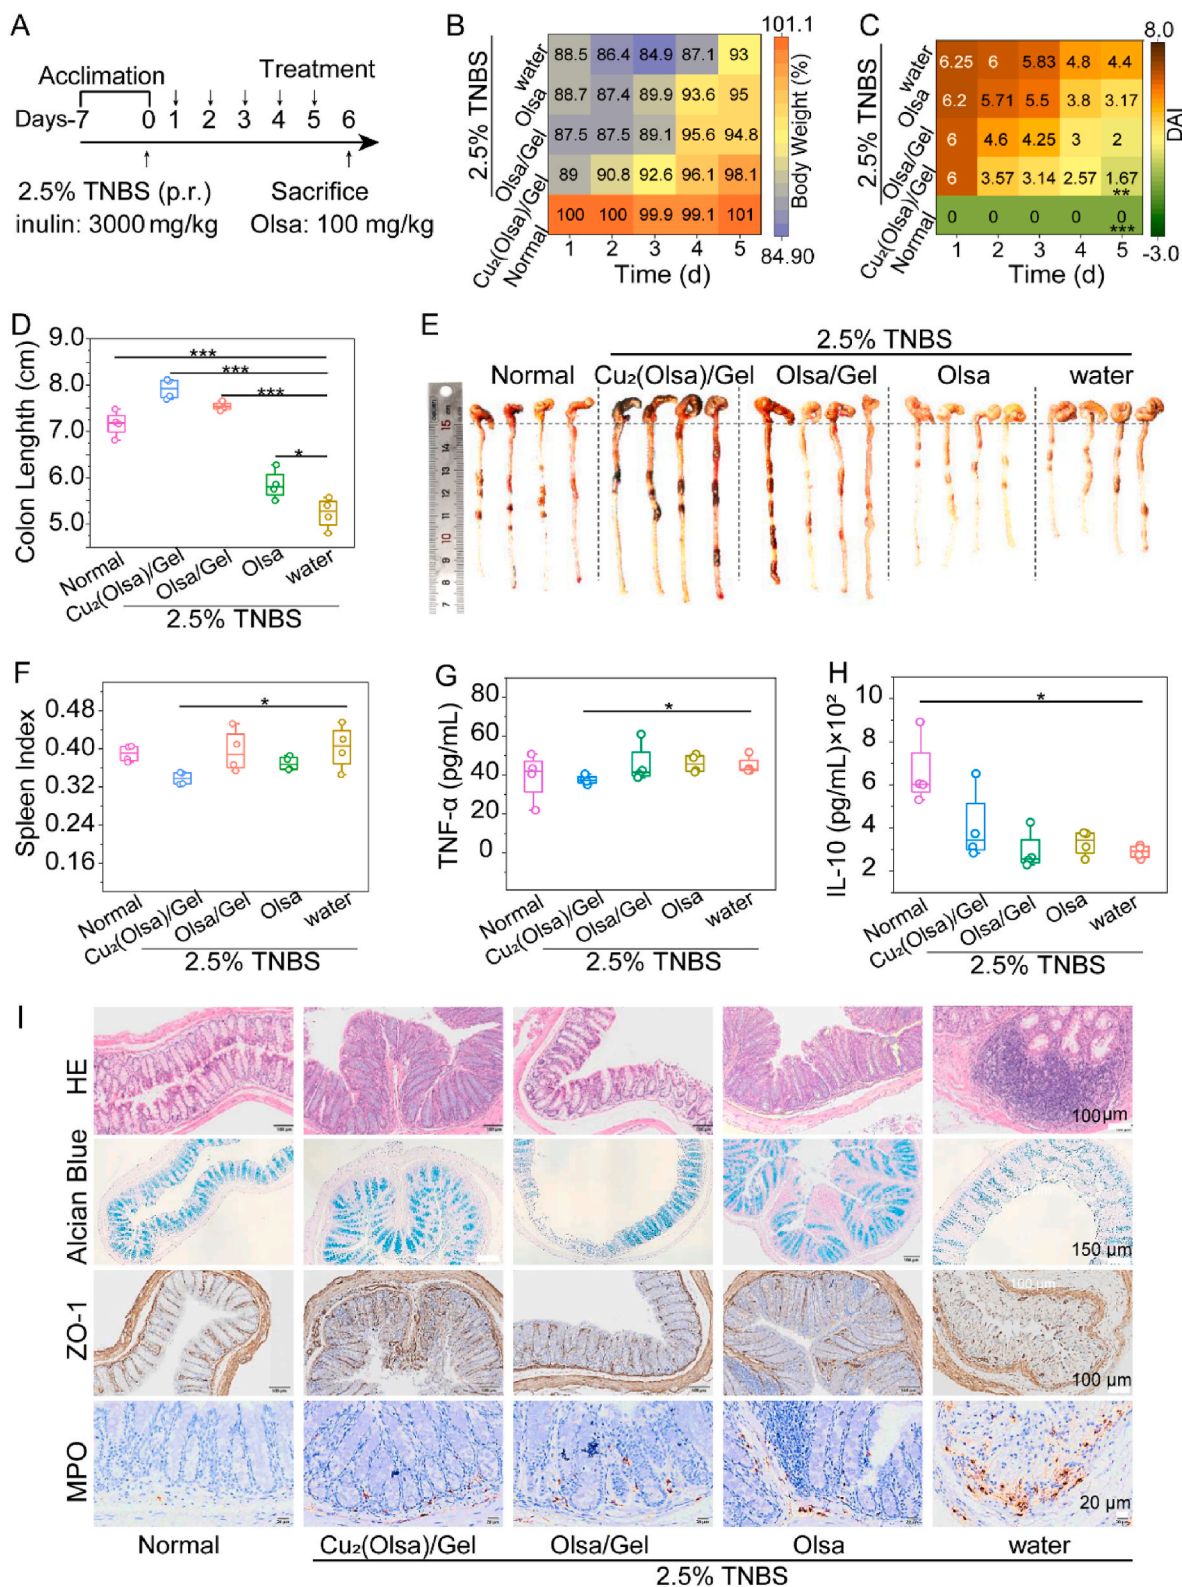 A
Acclimation Treatment
Days-7 0 1 2 3 4 5 6
2.5% TNBS (p.r.) Sacrifice
inulin: 3000 mg/kg Olsa: 100 mg/kg
B
2.5% TNBS
water 88.5 86.4 84.9 87.1 93
Olsa 88.7 87.4 89.9 93.6 95
Olsa/Gel 87.5 87.5 89.1 95.6 94.8
Cu₂(Olsa)/Gel 89 90.8 92.6 96.1 98.1
Normal 100 100 99.9 99.1 101
1 2 3 4 5
Time (d)
101.1
Body Weight (%)
84.90
C
2.5% TNBS
water 6.25 6 5.83 4.8 4.4
Olsa 6.2 5.71 5.5 3.8 3.17
Olsa/Gel 6 4.6 4.25 3 2
Cu₂(Olsa)/Gel 6 3.57 3.14 2.57 1.67
**
Normal 0 0 0 0 0
***
1 2 3 4 5
Time (d)
8.0
DAI
-3.0
D
Colon Lenghth (cm)
9.0
8.0
7.0
6.0
5.0
***
***
***
*
Normal Cu₂(Olsa)/Gel Olsa/Gel Olsa water
2.5% TNBS
E
2.5% TNBS
Normal Cu₂(Olsa)/Gel Olsa/Gel Olsa water
15
14
13
12
11
10
9
8
7
F
Spleen Index
0.48
0.40
0.32
0.24
0.16
*
Normal Cu₂(Olsa)/Gel Olsa/Gel Olsa water
2.5% TNBS
G
TNF-α (pg/mL)
80
60
40
20
0
*
Normal Cu₂(Olsa)/Gel Olsa/Gel Olsa water
2.5% TNBS
H
IL-10 (pg/mL)×10²
10
8
6
4
2
*
Normal Cu₂(Olsa)/Gel Olsa/Gel Olsa water
2.5% TNBS
I
HE
100μm
Alcian Blue
150 μm
ZO-1
100 μm
100 μm
MPO
20 μm
Normal Cu₂(Olsa)/Gel Olsa/Gel Olsa water
2.5% TNBS